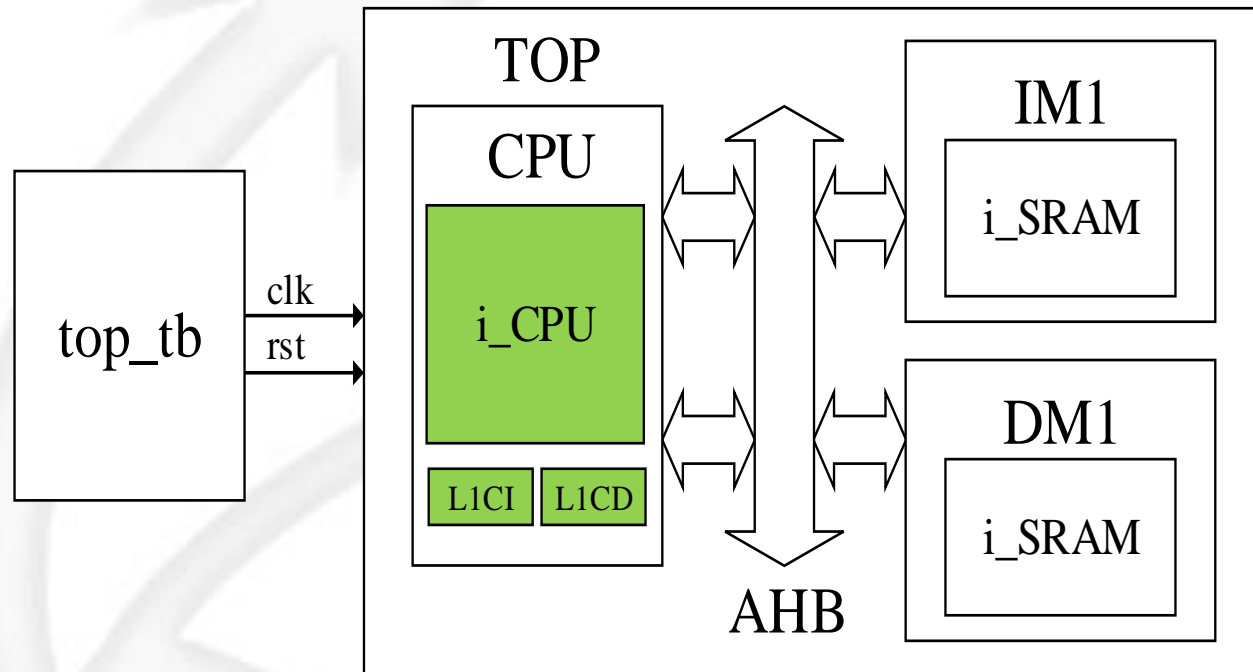 TOP
CPU
i_CPU
L1CI
L1CD
top_tb
clk
rst
AHB
IM1
i_SRAM
DM1
i_SRAM